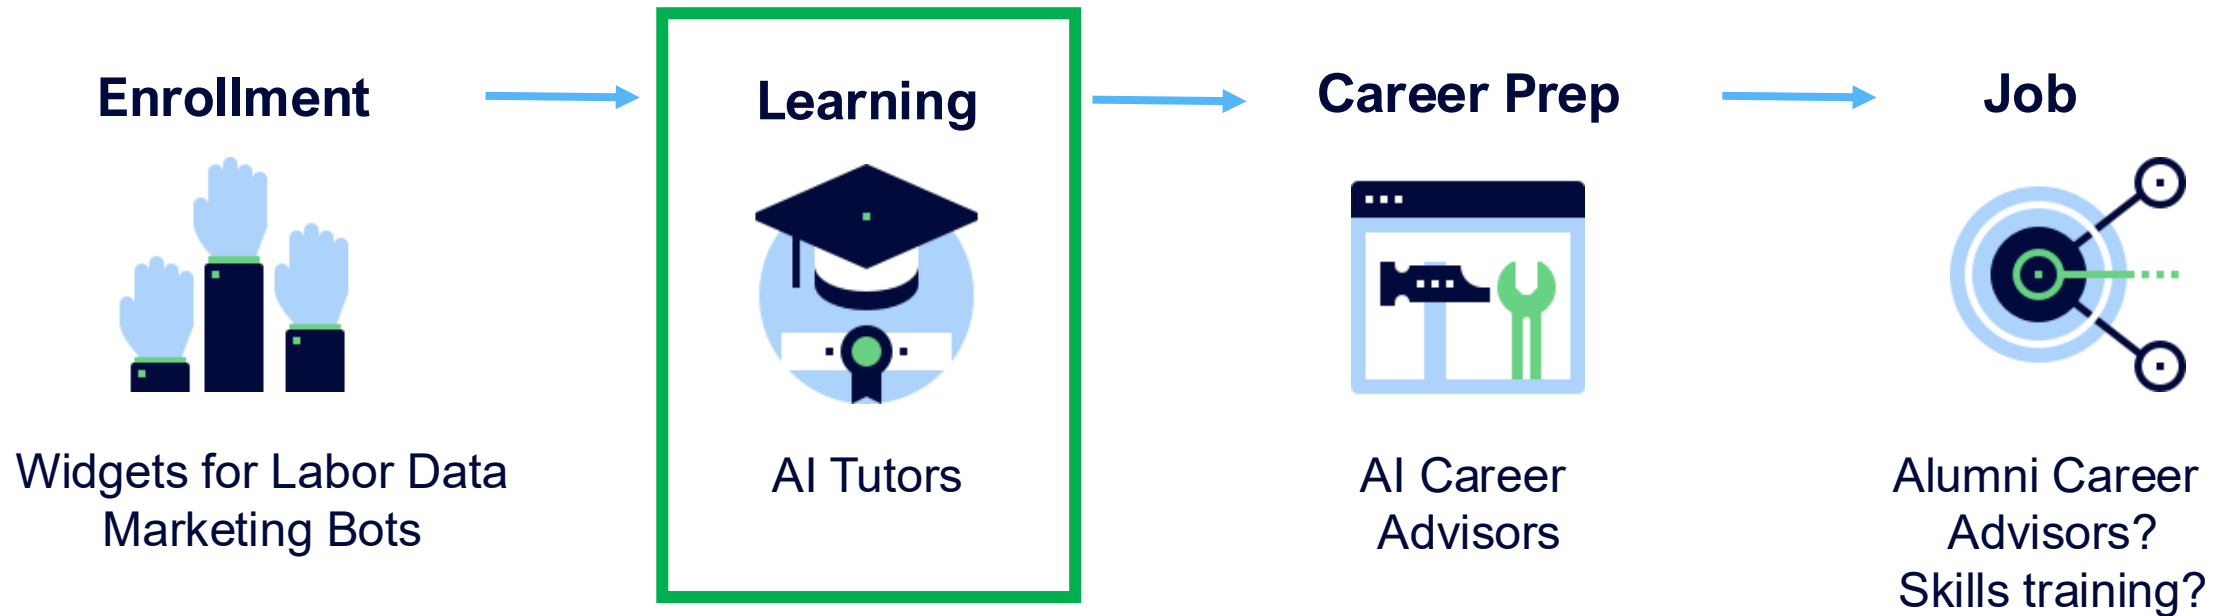 Enrollment
Learning
Career Prep
Job
Widgets for Labor Data
Marketing Bots
AI Tutors
AI Career
Advisors
Alumni Career
Advisors?
Skills training?